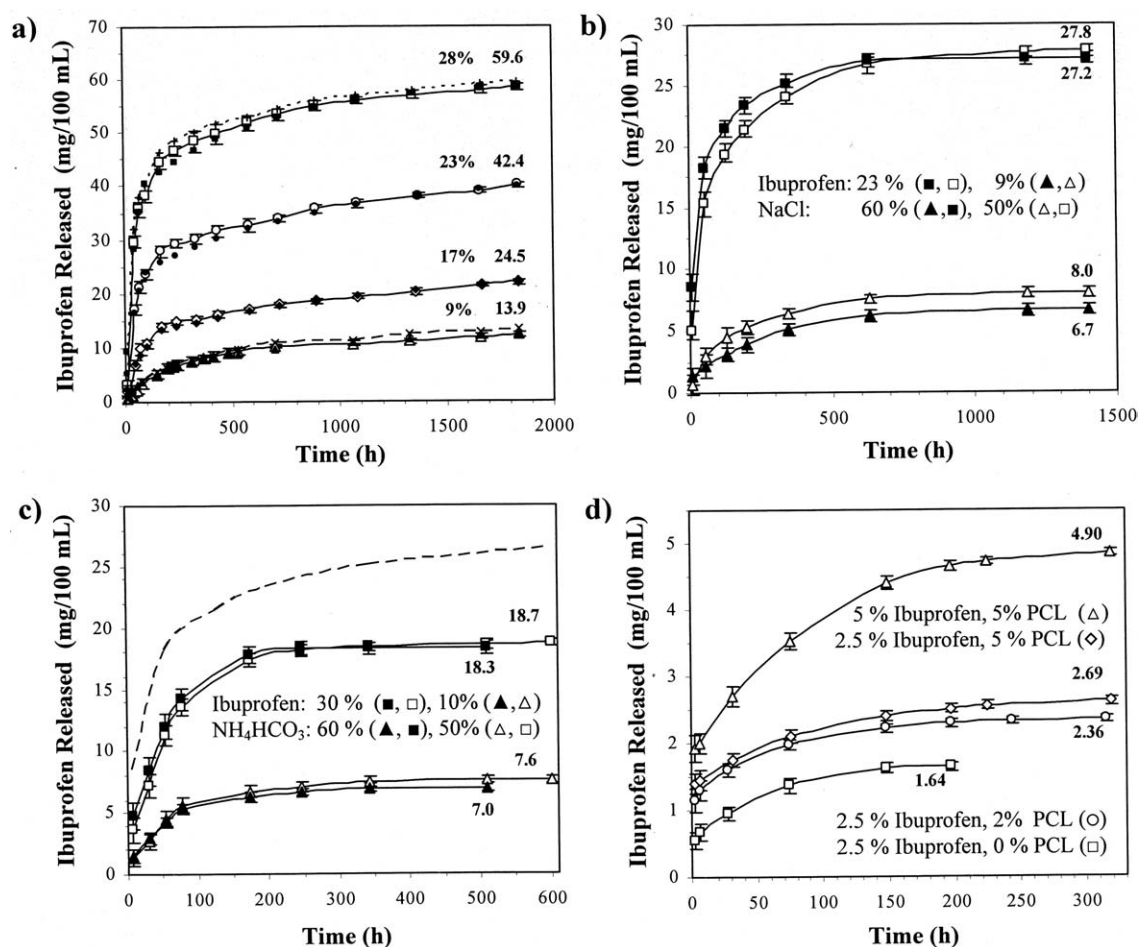 a)
Ibuprofen Released (mg/100 mL)
70
60
50
40
30
20
10
0
28% 59.6
23% 42.4
17% 24.5
9% 13.9
0 500 1000 1500 2000
Time (h)
b)
Ibuprofen Released (mg/100 mL)
30
25
20
15
10
5
0
27.8
27.2
Ibuprofen: 23 % (■, □), 9% (▲, △)
NaCl: 60 % (▲, ■), 50% (△, □)
8.0
6.7
0 500 1000 1500
Time (h)
c)
Ibuprofen Released (mg/100 mL)
30
25
20
15
10
5
0
18.7
18.3
Ibuprofen: 30 % (■, □), 10% (▲, △)
NH₄HCO₃: 60 % (▲, ■), 50% (△, □)
7.6
7.0
0 100 200 300 400 500 600
Time (h)
d)
Ibuprofen Released (mg/100 mL)
5
4
3
2
1
0
4.90
5 % Ibuprofen, 5% PCL (△)
2.5 % Ibuprofen, 5 % PCL (◇)
2.69
2.36
1.64
2.5 % Ibuprofen, 2% PCL (○)
2.5 % Ibuprofen, 0 % PCL (□)
0 50 100 150 200 250 300
Time (h)